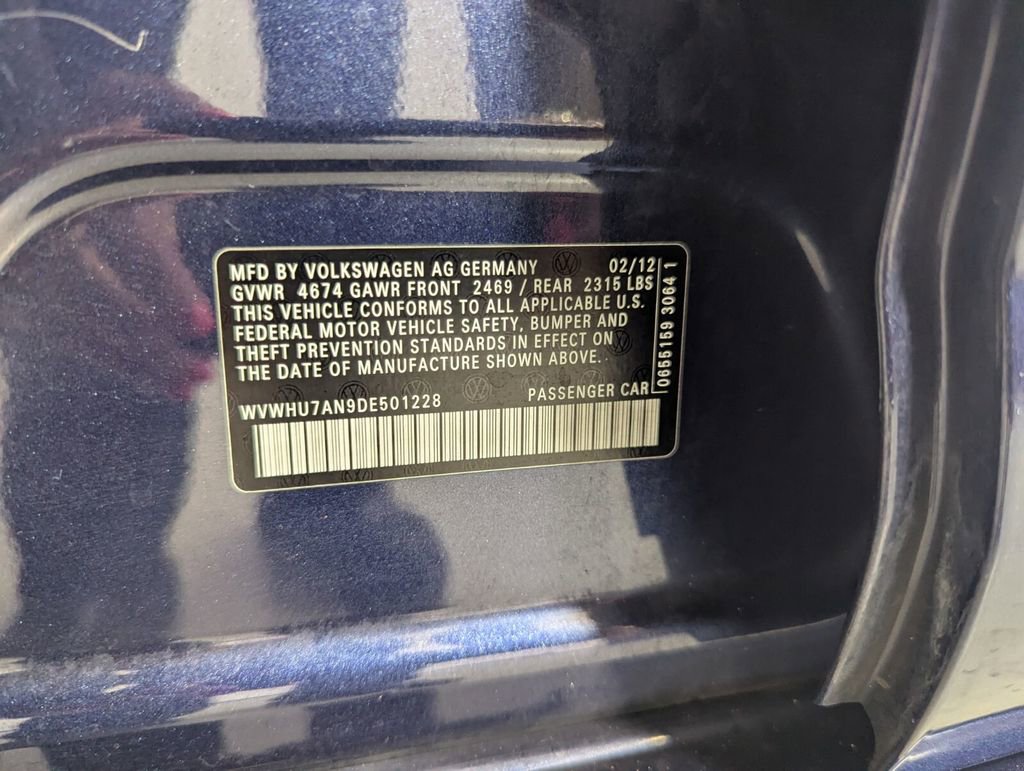 MFD BY VOLKSWAGEN AG GERMANY 02/12
GVWR 4674 GAWR FRONT 2469 / REAR 2315 LBS
THIS VEHICLE CONFORMS TO ALL APPLICABLE U.S.
FEDERAL MOTOR VEHICLE SAFETY, BUMPER AND
THEFT PREVENTION STANDARDS IN EFFECT ON
THE DATE OF MANUFACTURE SHOWN ABOVE.
WVWHU7AN9DE501228 PASSENGER CAR
0655159 3064 1